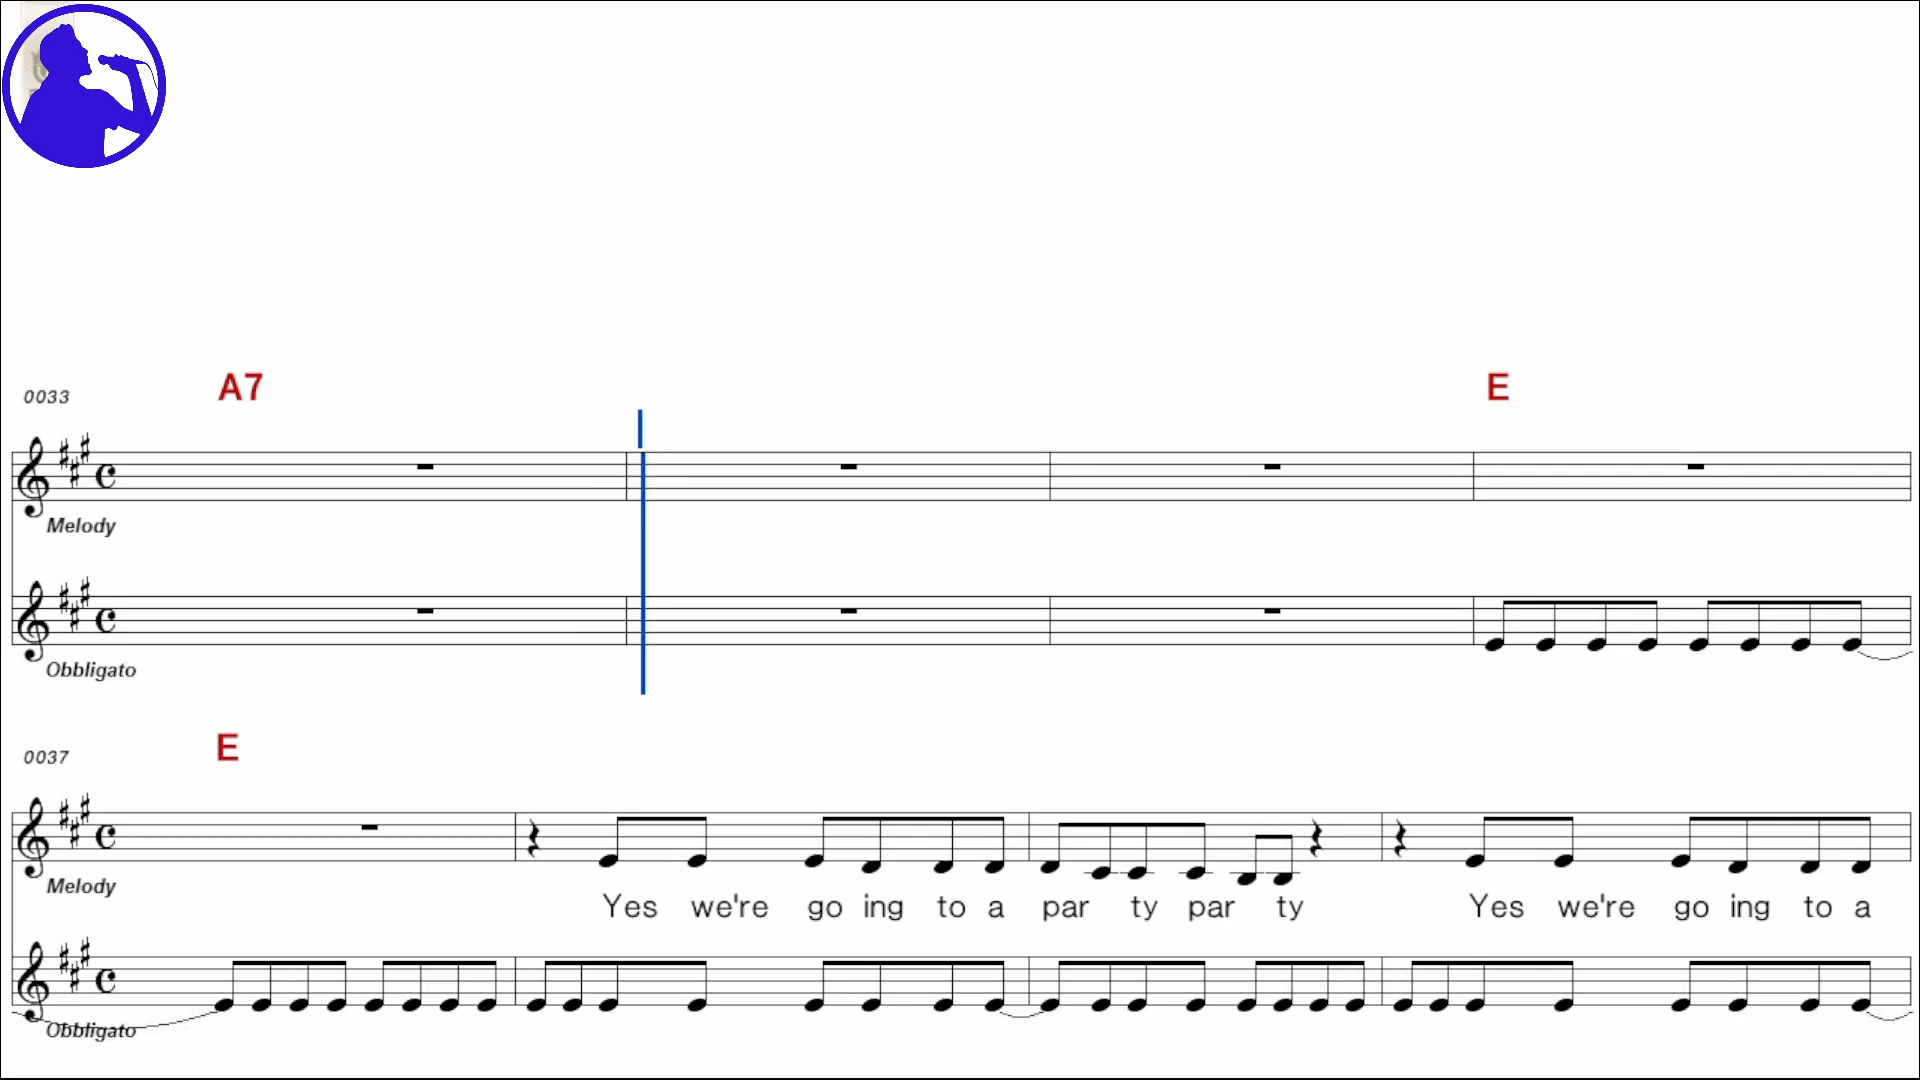 0033 A7 E
Melody
Obbligato
0037 E
Melody
Yes we're go ing to a par ty par ty Yes we're go ing to a
Obbligato